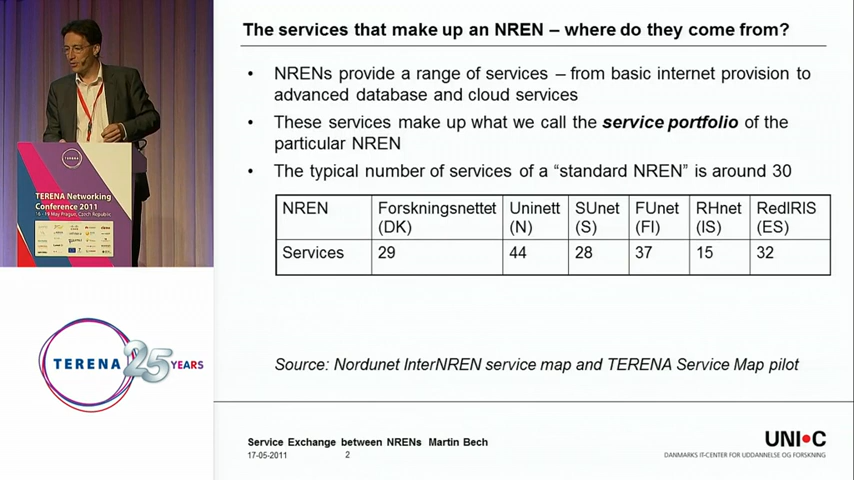 The services that make up an NREN – where do they come from?
• NRENs provide a range of services – from basic internet provision to
advanced database and cloud services
• These services make up what we call the service portfolio of the
particular NREN
• The typical number of services of a “standard NREN” is around 30
NREN Forskningsnettet (DK) Uninett (N) SUnet (S) FUnet (FI) RHnet (IS) RedIRIS (ES)
Services 29 44 28 37 15 32
Source: Nordunet InterNREN service map and TERENA Service Map pilot
Service Exchange between NRENs Martin Bech
17-05-2011 2
UNI•C
DANMARKS IT-CENTER FOR UDDANNELSE OG FORSKNING
TERENA Networking
Conference 2011
16 - 19 May Prague, Czech Republic
TERENA 25 YEARS